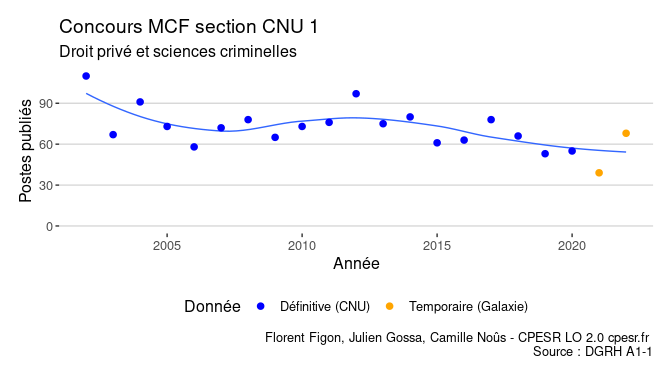 Concours MCF section CNU 1
Droit privé et sciences criminelles
Postes publiés
90
60
30
0
2005
2010
2015
2020
Année
Donnée
Définitive (CNU)
Temporaire (Galaxie)
Florent Figon, Julien Gossa, Camille Noûs - CPESR LO 2.0 cpesr.fr
Source : DGRH A1-1